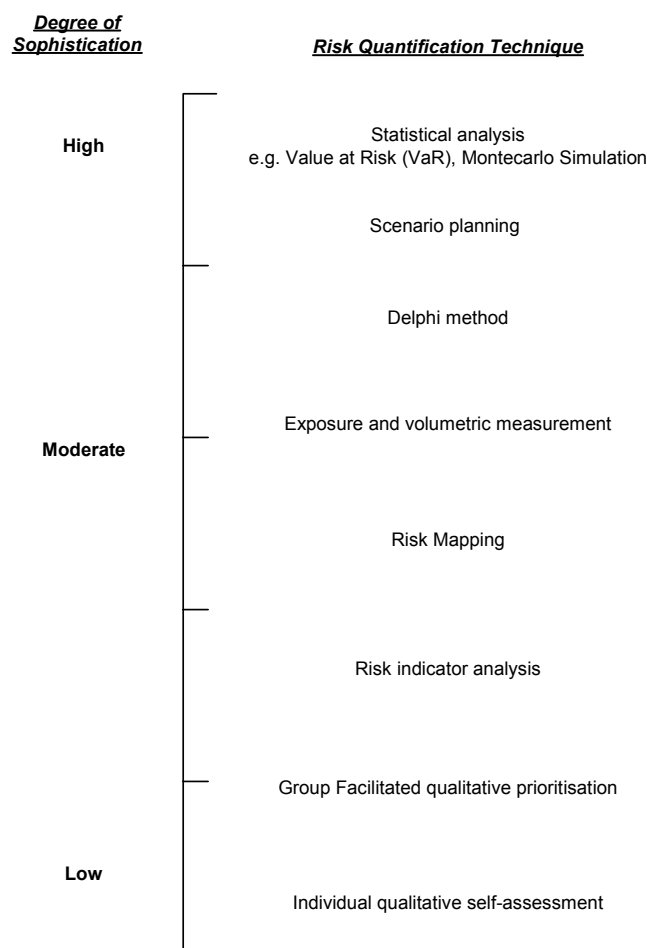 Degree of
Sophistication
Risk Quantification Technique
High
Statistical analysis
e.g. Value at Risk (VaR), Montecarlo Simulation
Scenario planning
Delphi method
Exposure and volumetric measurement
Moderate
Risk Mapping
Risk indicator analysis
Group Facilitated qualitative prioritisation
Low
Individual qualitative self-assessment